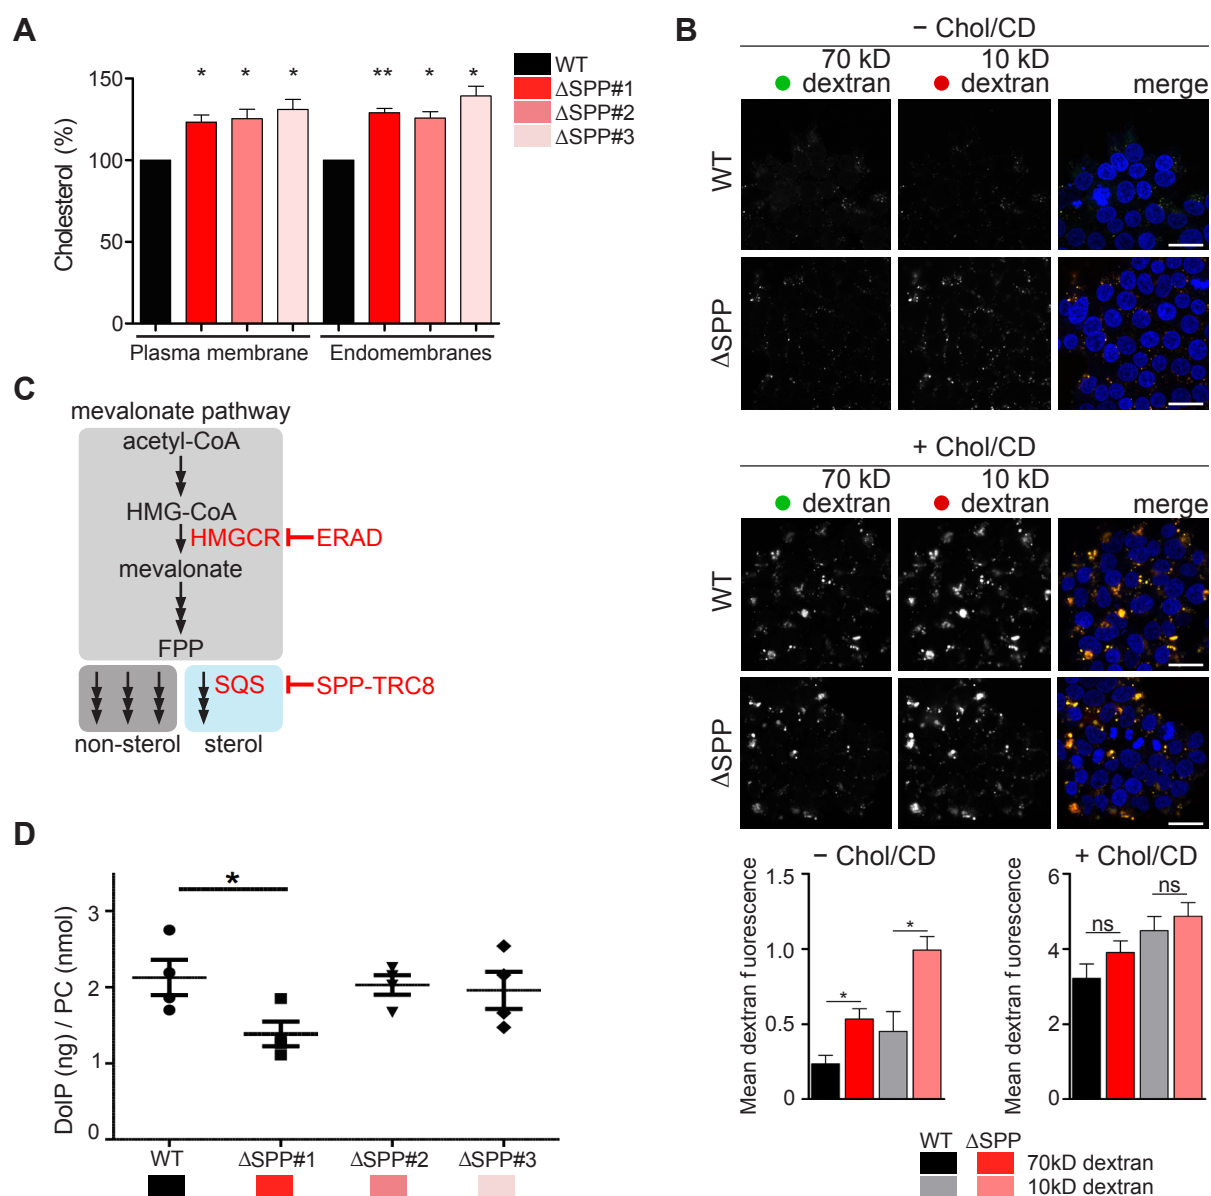 A
WT
ΔSPP#1
ΔSPP#2
ΔSPP#3
Cholesterol (%)
150
100
50
0
* * * ** * *
Plasma membrane
Endomembranes
B
− Chol/CD
70 kD dextran
10 kD dextran
merge
WT
ΔSPP
+ Chol/CD
70 kD dextran
10 kD dextran
merge
WT
ΔSPP
− Chol/CD
Mean dextran f uorescence
1.5
1.0
0.5
0
*
*
+ Chol/CD
Mean dextran f uorescence
6
4
2
0
ns
ns
WT ΔSPP
70kD dextran
10kD dextran
C
mevalonate pathway
acetyl-CoA
HMG-CoA
HMGCR
ERAD
mevalonate
FPP
SQS
SPP-TRC8
non-sterol
sterol
D
DolP (ng) / PC (nmol)
3
2
1
0
*
WT
ΔSPP#1
ΔSPP#2
ΔSPP#3